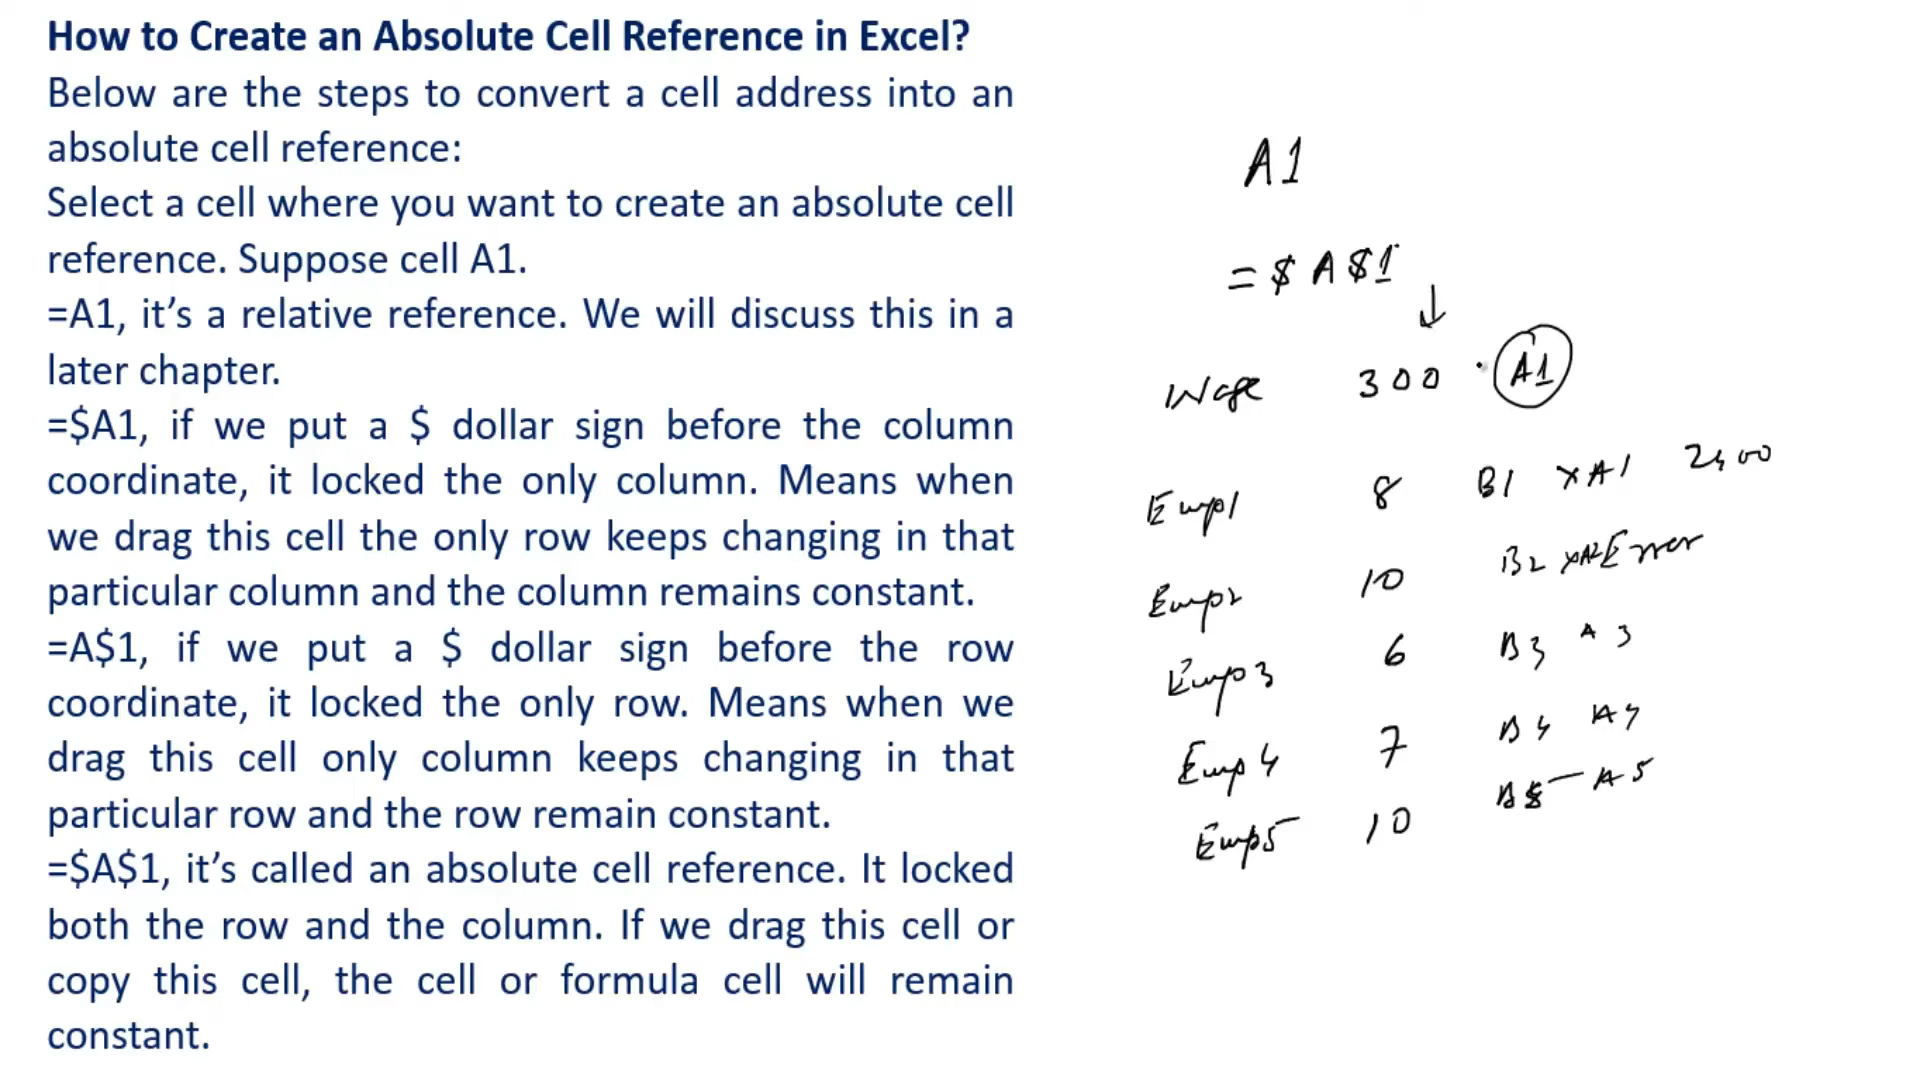 How to Create an Absolute Cell Reference in Excel?
Below are the steps to convert a cell address into an
absolute cell reference:
Select a cell where you want to create an absolute cell
reference. Suppose cell A1.
=A1, it’s a relative reference. We will discuss this in a
later chapter.
=$A1, if we put a $ dollar sign before the column
coordinate, it locked the only column. Means when
we drag this cell the only row keeps changing in that
particular column and the column remains constant.
=A$1, if we put a $ dollar sign before the row
coordinate, it locked the only row. Means when we
drag this cell only column keeps changing in that
particular row and the row remain constant.
=$A$1, it’s called an absolute cell reference. It locked
both the row and the column. If we drag this cell or
copy this cell, the cell or formula cell will remain
constant.
A1
=$A$1
Wage 300 A1
Emp1 8 B1 XA1 2400
Emp2 10 B2 XA2 Error
Emp3 6 B3 A3
Emp4 7 B4 A4
Emp5 10 B5 – A5